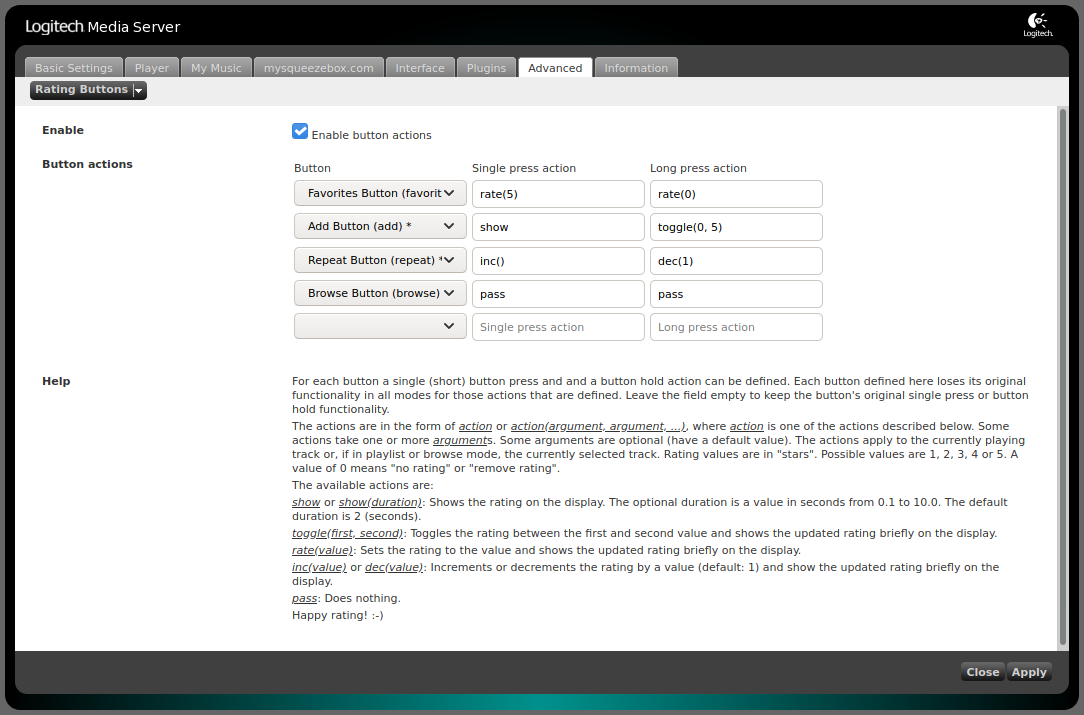 Logitech Media Server
Logitech
Basic Settings Player My Music mysqueezebox.com Interface Plugins Advanced Information
Rating Buttons
Enable
Enable button actions
Button actions
Button Single press action Long press action
Favorites Button (favorit rate(5) rate(0)
Add Button (add) * show toggle(0, 5)
Repeat Button (repeat) * inc() dec(1)
Browse Button (browse) pass pass
Single press action Long press action
Help
For each button a single (short) button press and and a button hold action can be defined. Each button defined here loses its original
functionality in all modes for those actions that are defined. Leave the field empty to keep the button's original single press or button
hold functionality.
The actions are in the form of action or action(argument, argument, ...), where action is one of the actions described below. Some
actions take one or more arguments. Some arguments are optional (have a default value). The actions apply to the currently playing
track or, if in playlist or browse mode, the currently selected track. Rating values are in "stars". Possible values are 1, 2, 3, 4 or 5. A
value of 0 means "no rating" or "remove rating".
The available actions are:
show or show(duration): Shows the rating on the display. The optional duration is a value in seconds from 0.1 to 10.0. The default
duration is 2 (seconds).
toggle(first, second): Toggles the rating between the first and second value and shows the updated rating briefly on the display.
rate(value): Sets the rating to the value and shows the updated rating briefly on the display.
inc(value) or dec(value): Increments or decrements the rating by a value (default: 1) and show the updated rating briefly on the
display.
pass: Does nothing.
Happy rating! :-)
Close Apply